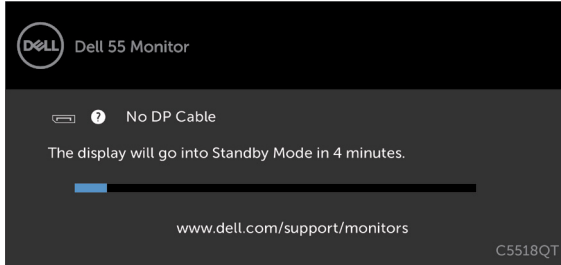 DELL Dell 55 Monitor
? No DP Cable
The display will go into Standby Mode in 4 minutes.
www.dell.com/support/monitors
C5518QT